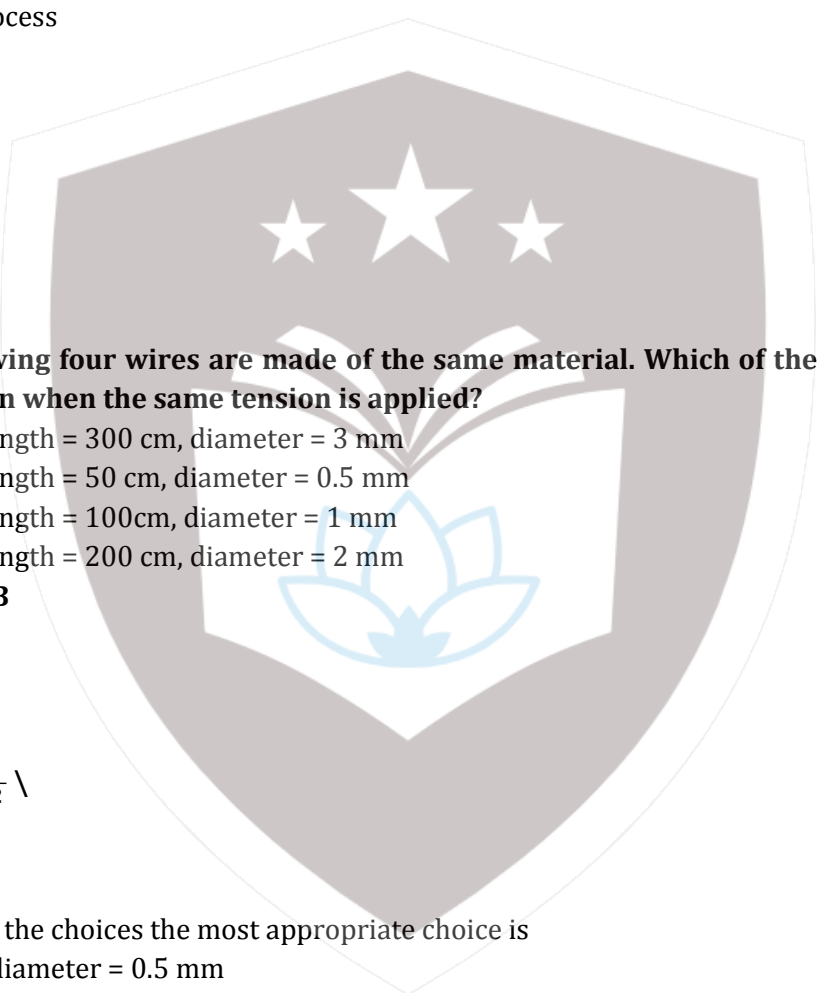 ocess
ving four wires are made of the same material. Which of the
n when the same tension is applied?
ngth = 300 cm, diameter = 3 mm
ngth = 50 cm, diameter = 0.5 mm
ngth = 100cm, diameter = 1 mm
ngth = 200 cm, diameter = 2 mm
B
\
the choices the most appropriate choice is
diameter = 0.5 mm